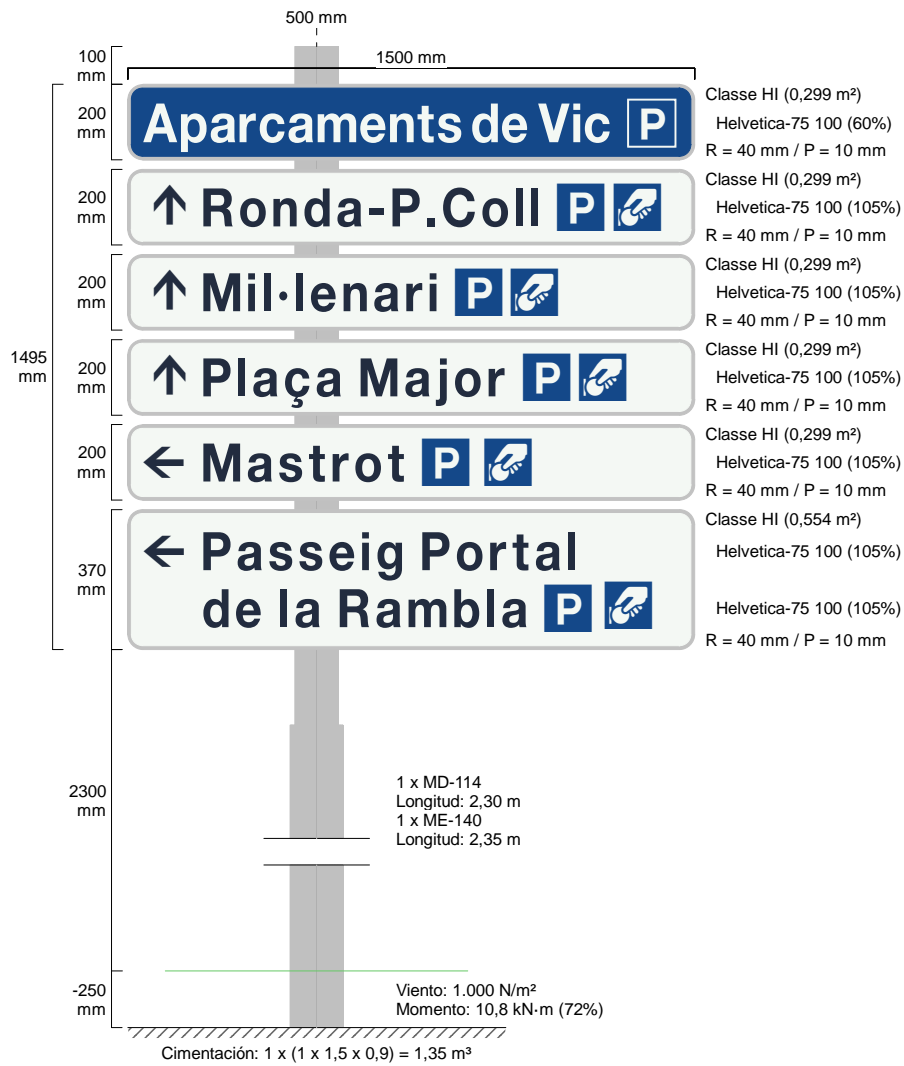 500 mm
100
mm
1500 mm
200
mm
Aparcaments de Vic P
Classe HI (0,299 m²)
Helvetica-75 100 (60%)
R = 40 mm / P = 10 mm
200
mm
Ronda-P.Coll P
Classe HI (0,299 m²)
Helvetica-75 100 (105%)
R = 40 mm / P = 10 mm
200
mm
Mil·lenari P
Classe HI (0,299 m²)
Helvetica-75 100 (105%)
R = 40 mm / P = 10 mm
1495
mm
200
mm
Plaça Major P
Classe HI (0,299 m²)
Helvetica-75 100 (105%)
R = 40 mm / P = 10 mm
200
mm
Mastrot P
Classe HI (0,299 m²)
Helvetica-75 100 (105%)
R = 40 mm / P = 10 mm
370
mm
Passeig Portal
de la Rambla P
Classe HI (0,554 m²)
Helvetica-75 100 (105%)
Helvetica-75 100 (105%)
R = 40 mm / P = 10 mm
2300
mm
1 x MD-114
Longitud: 2,30 m
1 x ME-140
Longitud: 2,35 m
-250
mm
Viento: 1.000 N/m²
Momento: 10,8 kN·m (72%)
Cimentación: 1 x (1 x 1,5 x 0,9) = 1,35 m³